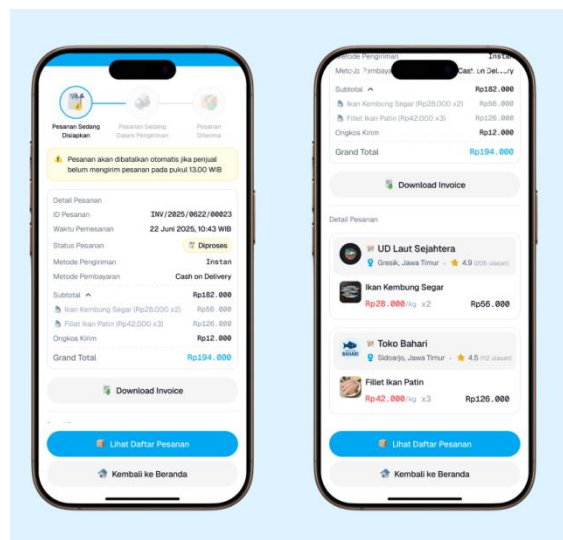 Pesanan Sedang Disiapkan
Pesanan Sedang Dalam Pengiriman
Pesanan Diterima
Pesanan akan dibatalkan otomatis jika penjual
belum mengirim pesanan pada pukul 13.00 WIB
Detail Pesanan
ID Pesanan INV/2025/0622/00023
Waktu Pemesanan 22 Juni 2025, 10:43 WIB
Status Pesanan Diproses
Metode Pengiriman Instan
Metode Pembayaran Cash on Delivery
Subtotal Rp182.000
Ikan Kembung Segar (Rp28.000 x2) Rp56.000
Fillet Ikan Patin (Rp42.000 x3) Rp126.000
Ongkos Kirim Rp12.000
Grand Total Rp194.000
Download Invoice
Lihat Daftar Pesanan
Kembali ke Beranda
Metode Pengiriman Instan
Subtotal Rp182.000
Ikan Kembung Segar (Rp28.000 x2) Rp56.000
Fillet Ikan Patin (Rp42.000 x3) Rp126.000
Ongkos Kirim Rp12.000
Grand Total Rp194.000
Download Invoice
Detail Pesanan
UD Laut Sejahtera
Gresik, Jawa Timur 4.9 (205 ulasan)
Ikan Kembung Segar
Rp28.000/kg x2 Rp56.000
BAHARI
Toko Bahari
Sidoarjo, Jawa Timur 4.5 (112 ulasan)
Fillet Ikan Patin
Rp42.000/kg x3 Rp126.000
Lihat Daftar Pesanan
Kembali ke Beranda